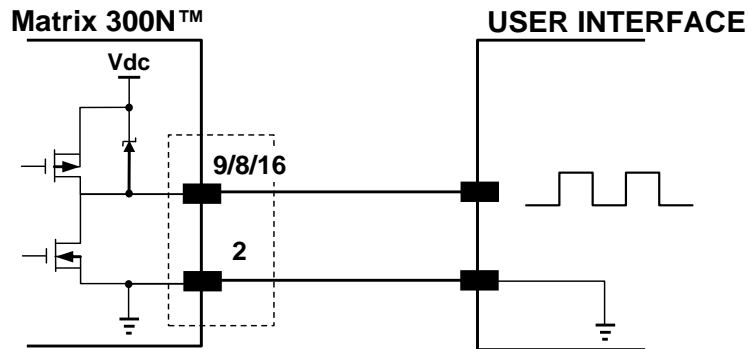 Matrix 300N™
USER INTERFACE
Vdc
9/8/16
2